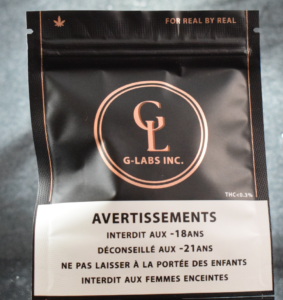 FOR REAL BY REAL
GL
G-LABS INC.
THC<0.3%
AVERTISSEMENTS
INTERDIT AUX -18ANS
DÉCONSEILLÉ AUX -21ANS
NE PAS LAISSER À LA PORTÉE DES ENFANTS
INTERDIT AUX FEMMES ENCEINTES